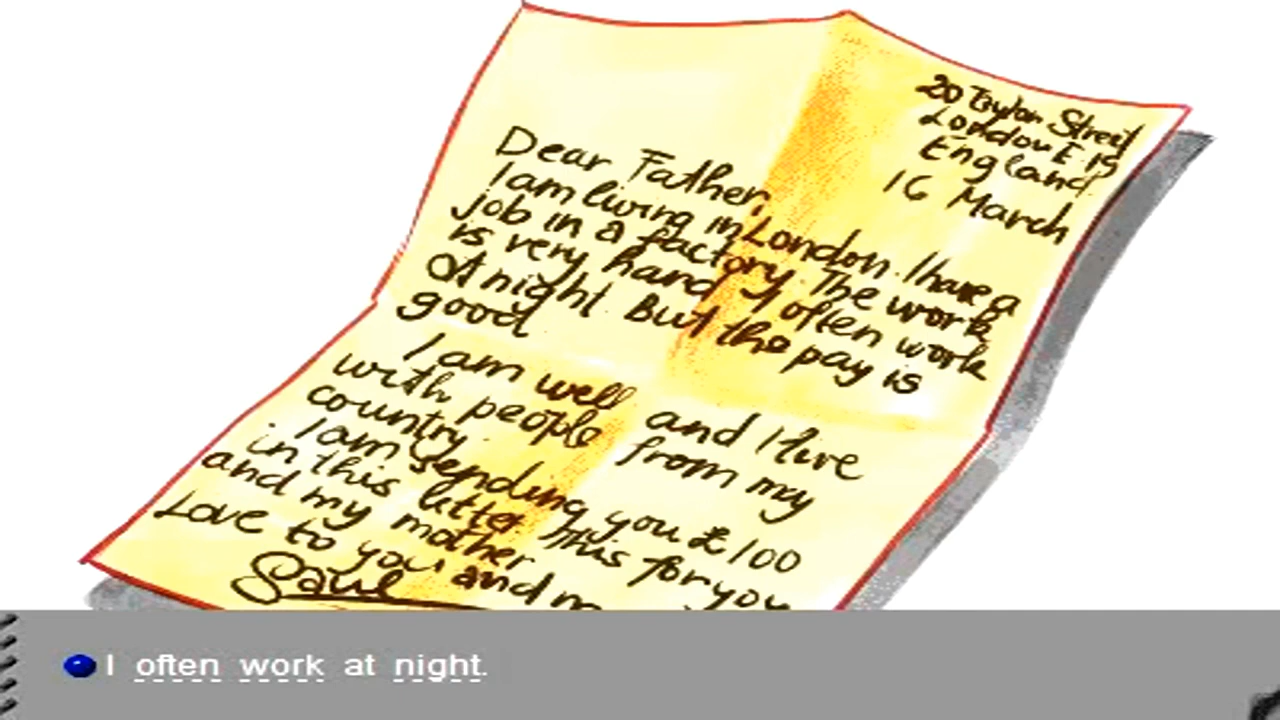 20 Taylor Street
London E.15
England
16 March
Dear Father,
I am living in London. I have a
job in a factory. The work
is very hard I often work
at night. But the pay is
good
I am well and I live
with people from my
country.
I am sending you £100
in this letter This for you
and my mother
Love to you and m
Saul
I often work at night.